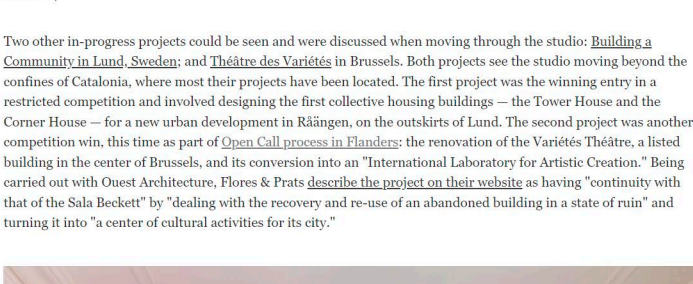 Two other in-progress projects could be seen and were discussed when moving through the studio: Building a
Community in Lund, Sweden; and Théâtre des Variétés in Brussels. Both projects see the studio moving beyond the
confines of Catalonia, where most their projects have been located. The first project was the winning entry in a
restricted competition and involved designing the first collective housing buildings — the Tower House and the
Corner House — for a new urban development in Råängen, on the outskirts of Lund. The second project was another
competition win, this time as part of Open Call process in Flanders: the renovation of the Variétés Théâtre, a listed
building in the center of Brussels, and its conversion into an "International Laboratory for Artistic Creation." Being
carried out with Ouest Architecture, Flores & Prats describe the project on their website as having "continuity with
that of the Sala Beckett" by "dealing with the recovery and re-use of an abandoned building in a state of ruin" and
turning it into "a center of cultural activities for its city."